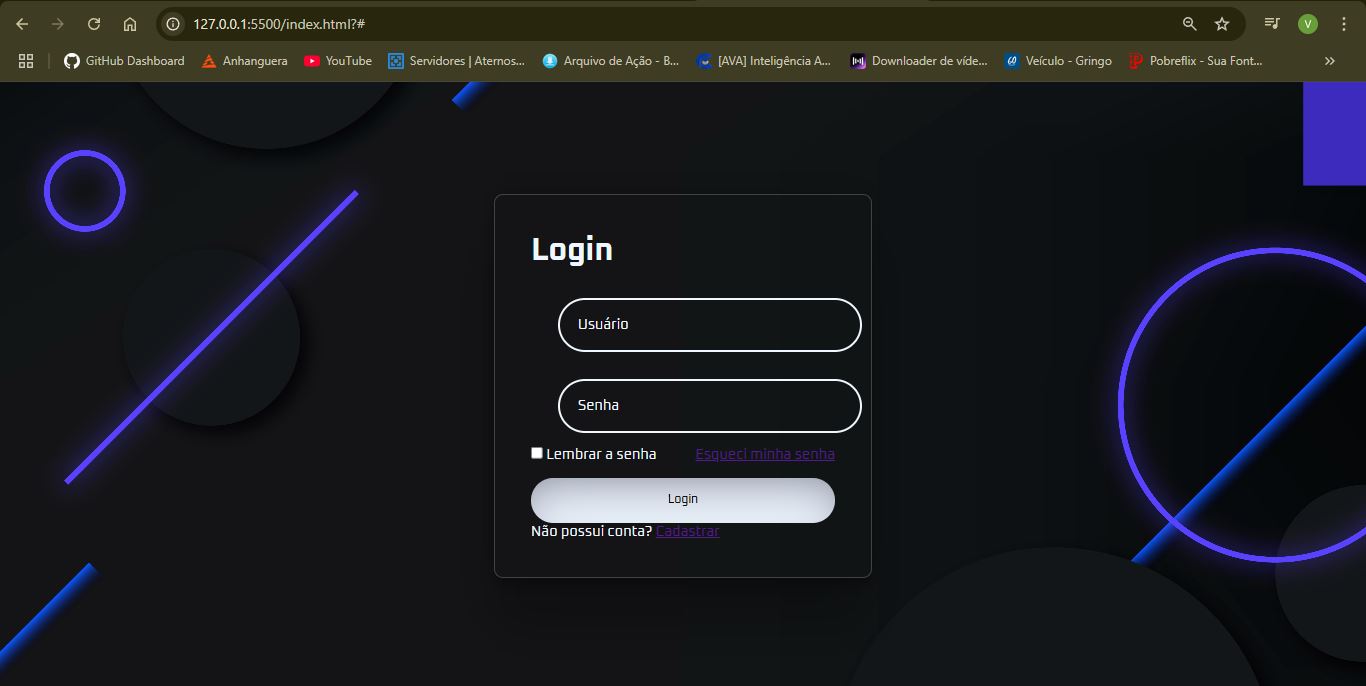 127.0.0.1:5500/index.html?#
V
GitHub Dashboard Anhanguera YouTube Servidores | Aternos... Arquivo de Ação - B... [AVA] Inteligência A... Downloader de víde... Veículo - Gringo Pobreflix - Sua Font...
Login
Usuário
Senha
Lembrar a senha Esqueci minha senha
Login
Não possui conta? Cadastrar